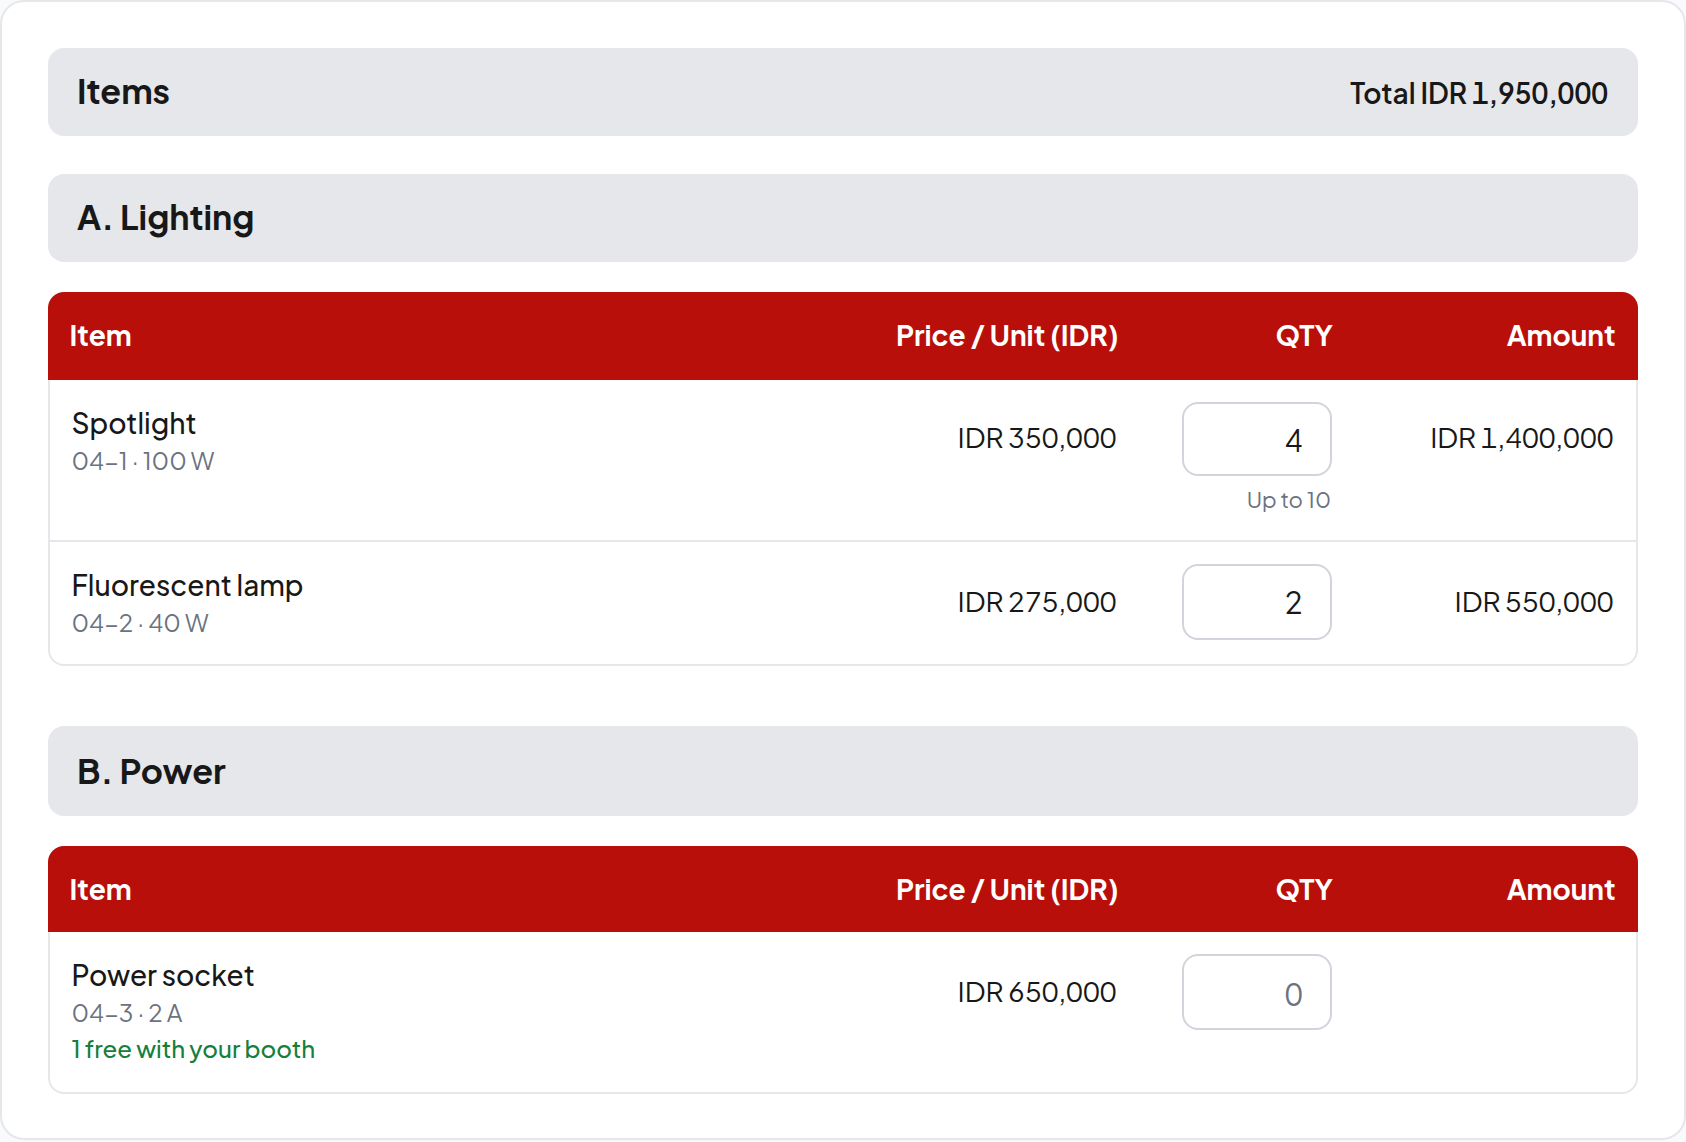 Items Total IDR 1,950,000
A. Lighting
Item Price / Unit (IDR) QTY Amount
Spotlight IDR 350,000 4 IDR 1,400,000
04–1 · 100 W
Up to 10
Fluorescent lamp IDR 275,000 2 IDR 550,000
04–2 · 40 W
B. Power
Item Price / Unit (IDR) QTY Amount
Power socket IDR 650,000 0
04–3 · 2 A
1 free with your booth